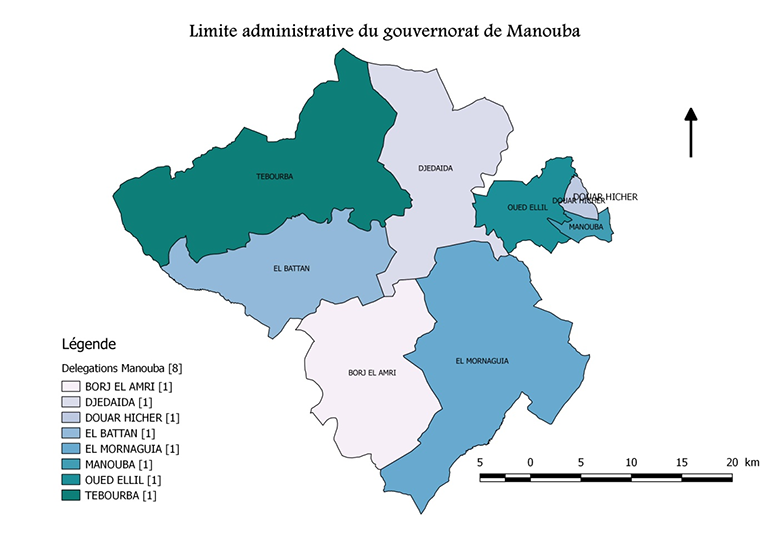 Limite administrative du gouvernorat de Manouba
TEBOURBA
DJEDAIDA
OUED ELLIL
DOUAR HICHER
DOUAR HICHER
MANOUBA
EL BATTAN
EL MORNAGUIA
BORJ EL AMRI
Légende
Delegations Manouba [8]
BORJ EL AMRI [1]
DJEDAIDA [1]
DOUAR HICHER [1]
EL BATTAN [1]
EL MORNAGUIA [1]
MANOUBA [1]
OUED ELLIL [1]
TEBOURBA [1]
5 0 5 10 15 20 km